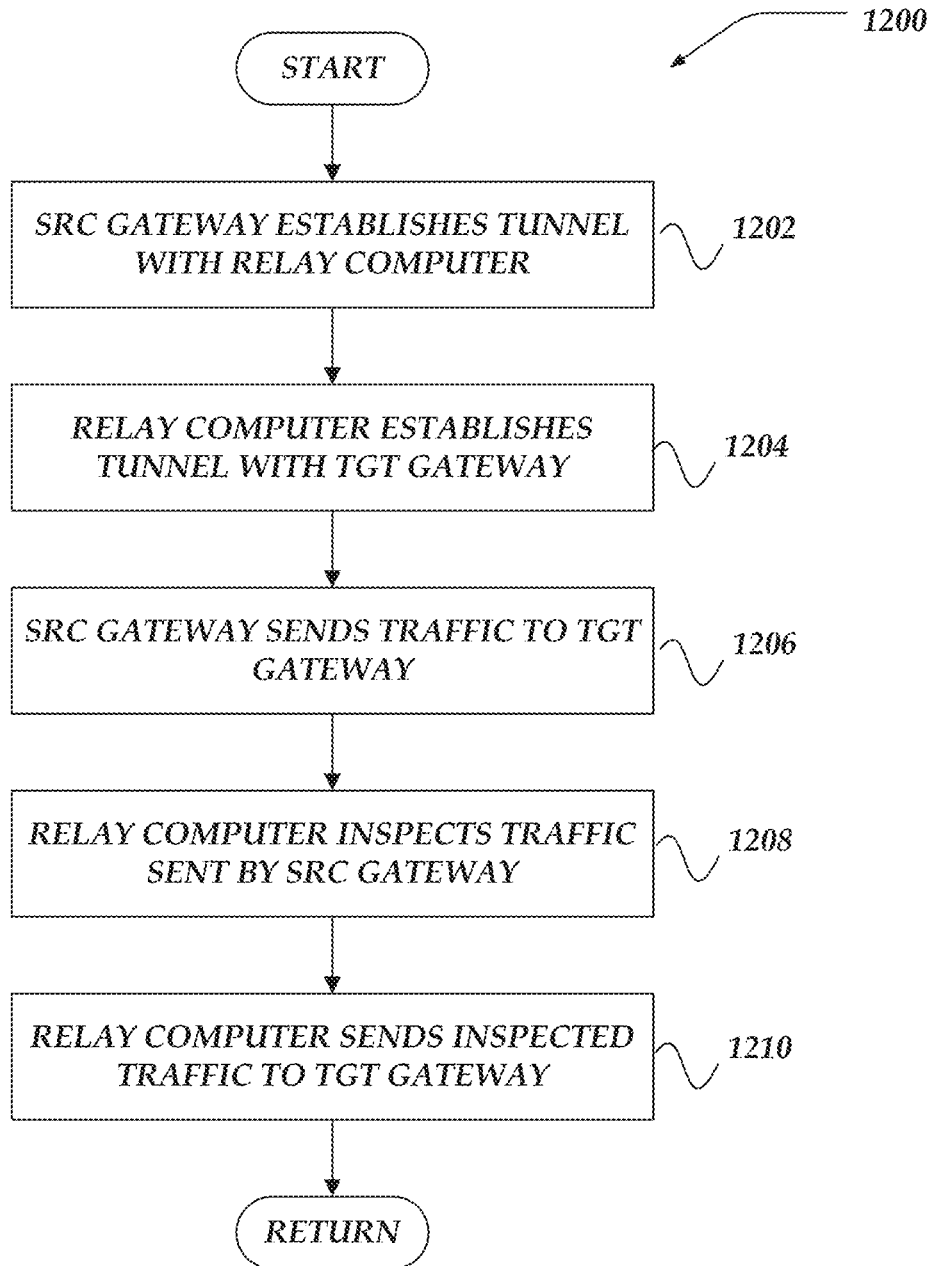 1200
START
SRC GATEWAY ESTABLISHES TUNNEL
WITH RELAY COMPUTER
1202
RELAY COMPUTER ESTABLISHES
TUNNEL WITH TGT GATEWAY
1204
SRC GATEWAY SENDS TRAFFIC TO TGT
GATEWAY
1206
RELAY COMPUTER INSPECTS TRAFFIC
SENT BY SRC GATEWAY
1208
RELAY COMPUTER SENDS INSPECTED
TRAFFIC TO TGT GATEWAY
1210
RETURN